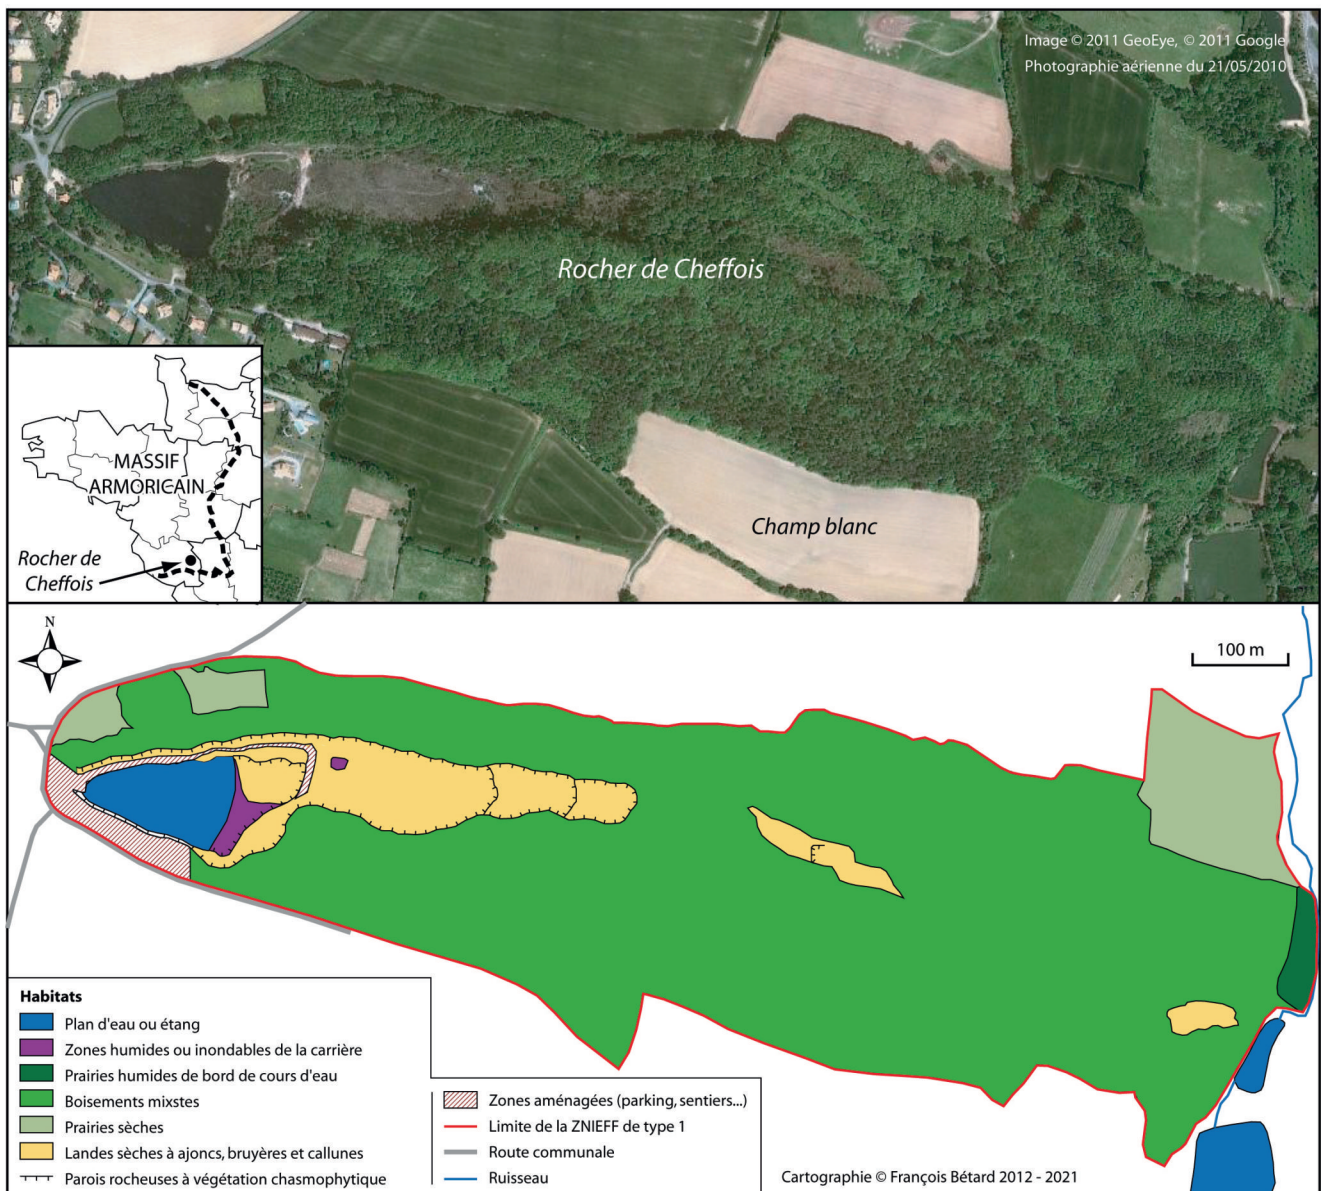 Image © 2011 GeoEye, © 2011 Google
Photographie aérienne du 21/05/2010
Rocher de Cheffois
Champ blanc
MASSIF
ARMORICAIN
Rocher de
Cheffois
N
100 m
Habitats
Plan d'eau ou étang
Zones humides ou inondables de la carrière
Prairies humides de bord de cours d'eau
Boisements mixstes
Prairies sèches
Landes sèches à ajoncs, bruyères et callunes
Parois rocheuses à végétation chasmophytique
Zones aménagées (parking, sentiers...)
Limite de la ZNIEFF de type 1
Route communale
Ruisseau
Cartographie © François Bétard 2012 - 2021